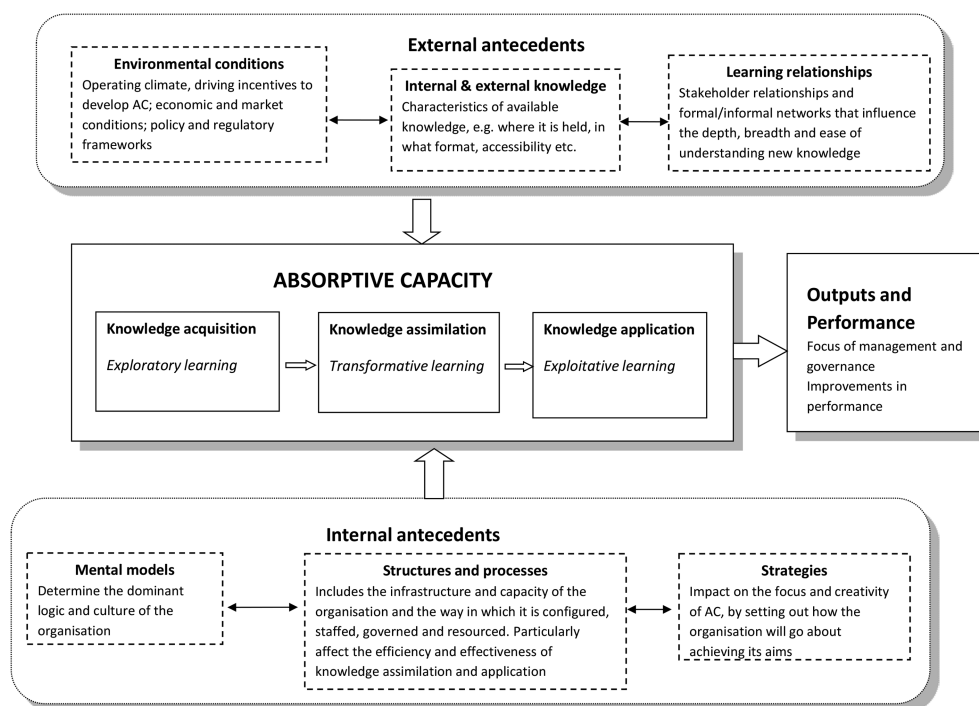 External antecedents
Environmental conditions
Operating climate, driving incentives to
develop AC; economic and market
conditions; policy and regulatory
frameworks
Internal & external knowledge
Characteristics of available
knowledge, e.g. where it is held, in
what format, accessibility etc.
Learning relationships
Stakeholder relationships and
formal/informal networks that influence
the depth, breadth and ease of
understanding new knowledge
ABSORPTIVE CAPACITY
Knowledge acquisition
Exploratory learning
Knowledge assimilation
Transformative learning
Knowledge application
Exploitative learning
Outputs and
Performance
Focus of management and
governance
Improvements in
performance
Internal antecedents
Mental models
Determine the dominant
logic and culture of the
organisation
Structures and processes
Includes the infrastructure and capacity of the
organisation and the way in which it is configured,
staffed, governed and resourced. Particularly
affect the efficiency and effectiveness of
knowledge assimilation and application
Strategies
Impact on the focus and creativity
of AC, by setting out how the
organisation will go about
achieving its aims